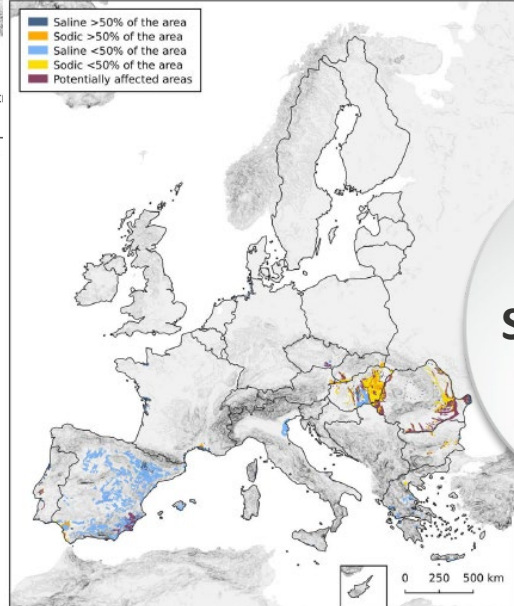 Saline >50% of the area
Sodic >50% of the area
Saline <50% of the area
Sodic <50% of the area
Potentially affected areas
S
0 250 500 km